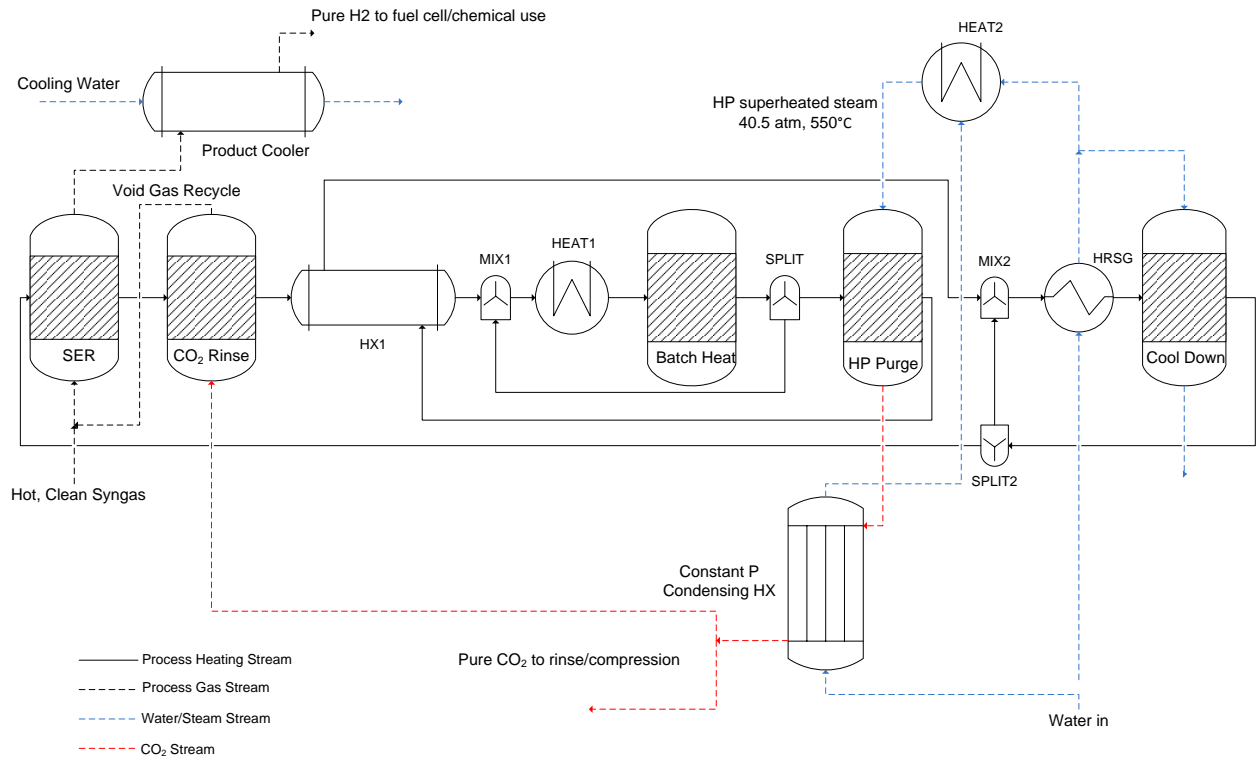 Pure H2 to fuel cell/chemical use
HEAT2
Cooling Water
HP superheated steam
40.5 atm, 550°C
Product Cooler
Void Gas Recycle
MIX1
HEAT1
SPLIT
MIX2
HRSG
SER
CO₂ Rinse
HX1
Batch Heat
HP Purge
Cool Down
Hot, Clean Syngas
SPLIT2
Constant P
Condensing HX
Process Heating Stream
Pure CO₂ to rinse/compression
Process Gas Stream
Water/Steam Stream
Water in
CO₂ Stream